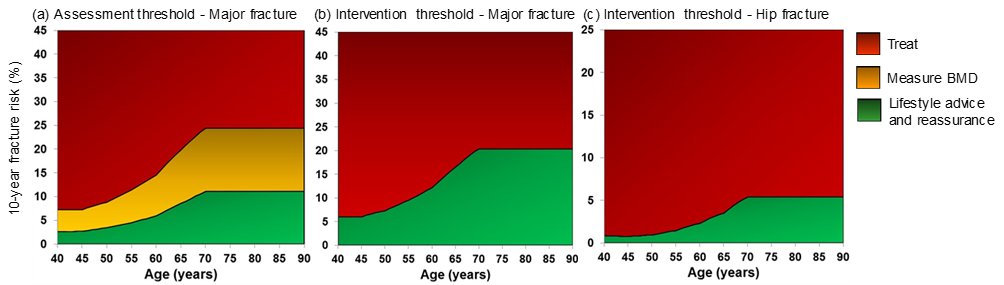 (a) Assessment threshold - Major fracture
(b) Intervention threshold - Major fracture
(c) Intervention threshold - Hip fracture
10-year fracture risk (%)
45
40
35
30
25
20
15
10
5
0
40 45 50 55 60 65 70 75 80 85 90
Age (years)
45
40
35
30
25
20
15
10
5
0
40 45 50 55 60 65 70 75 80 85 90
Age (years)
25
20
15
10
5
0
40 45 50 55 60 65 70 75 80 85 90
Age (years)
Treat
Measure BMD
Lifestyle advice
and reassurance